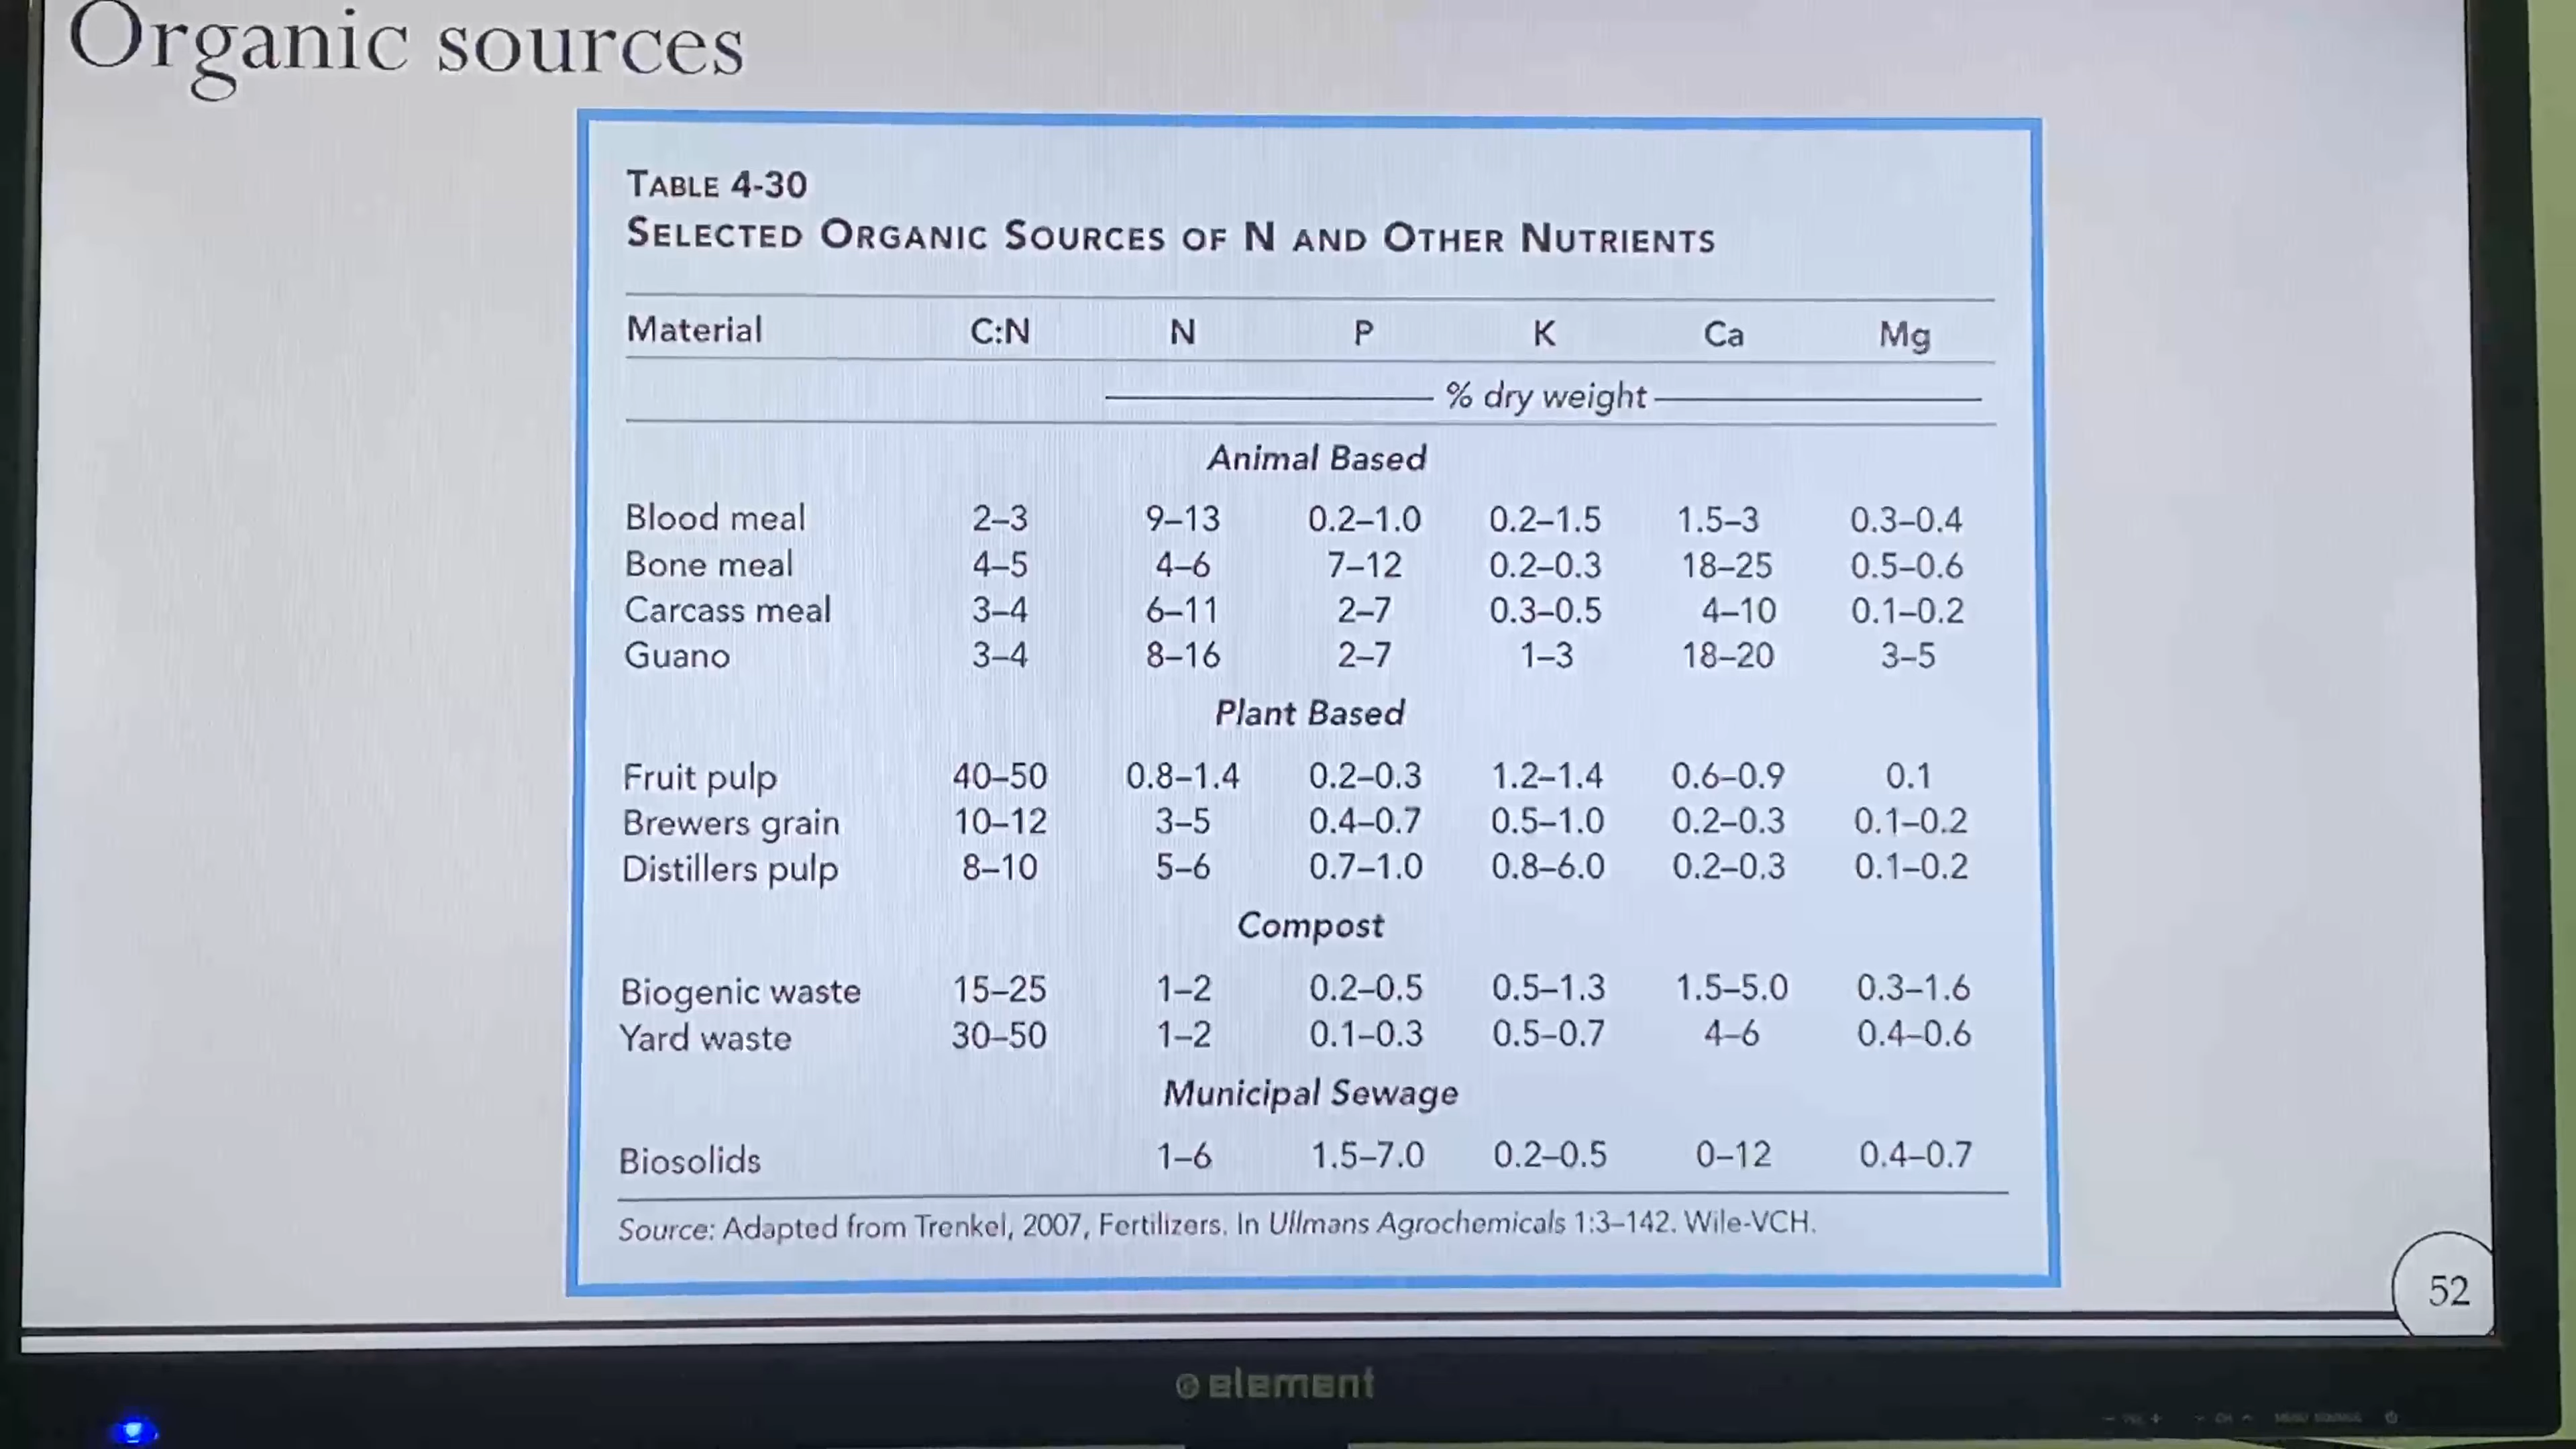 Organic sources
TABLE 4-30
SELECTED ORGANIC SOURCES OF N AND OTHER NUTRIENTS
Material C:N N P K Ca Mg
% dry weight
Animal Based
Blood meal 2–3 9–13 0.2–1.0 0.2–1.5 1.5–3 0.3–0.4
Bone meal 4–5 4–6 7–12 0.2–0.3 18–25 0.5–0.6
Carcass meal 3–4 6–11 2–7 0.3–0.5 4–10 0.1–0.2
Guano 3–4 8–16 2–7 1–3 18–20 3–5
Plant Based
Fruit pulp 40–50 0.8–1.4 0.2–0.3 1.2–1.4 0.6–0.9 0.1
Brewers grain 10–12 3–5 0.4–0.7 0.5–1.0 0.2–0.3 0.1–0.2
Distillers pulp 8–10 5–6 0.7–1.0 0.8–6.0 0.2–0.3 0.1–0.2
Compost
Biogenic waste 15–25 1–2 0.2–0.5 0.5–1.3 1.5–5.0 0.3–1.6
Yard waste 30–50 1–2 0.1–0.3 0.5–0.7 4–6 0.4–0.6
Municipal Sewage
Biosolids 1–6 1.5–7.0 0.2–0.5 0–12 0.4–0.7
Source: Adapted from Trenkel, 2007, Fertilizers. In Ullmans Agrochemicals 1:3–142. Wile-VCH.
52
element